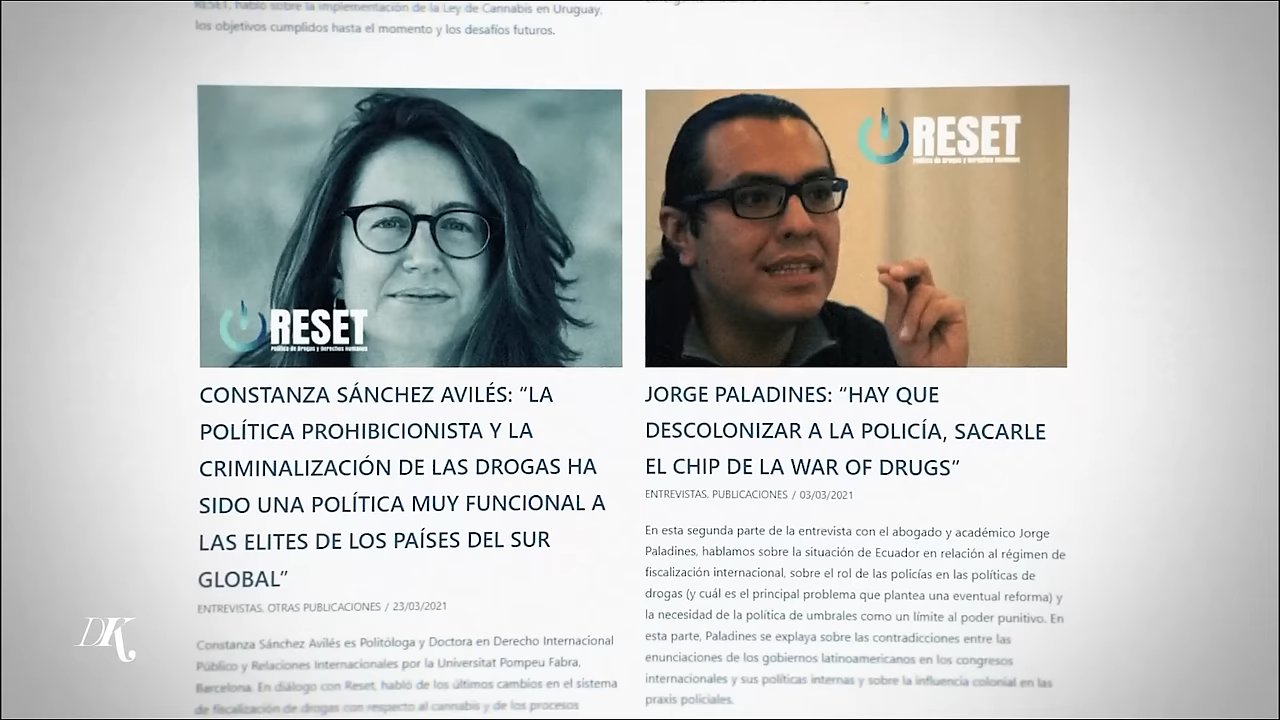 RESET, habló sobre la implementación de la Ley de Cannabis en Uruguay,
los objetivos cumplidos hasta el momento y los desafíos futuros.
RESET
Política de Drogas y Derechos Humanos
CONSTANZA SÁNCHEZ AVILÉS: “LA
POLÍTICA PROHIBICIONISTA Y LA
CRIMINALIZACIÓN DE LAS DROGAS HA
SIDO UNA POLÍTICA MUY FUNCIONAL A
LAS ELITES DE LOS PAÍSES DEL SUR
GLOBAL”
ENTREVISTAS, OTRAS PUBLICACIONES / 23/03/2021
Constanza Sánchez Avilés es Politóloga y Doctora en Derecho Internacional
Público y Relaciones Internacionales por la Universitat Pompeu Fabra,
Barcelona. En diálogo con Reset, habló de los últimos cambios en el sistema
de fiscalización de drogas con respecto al cannabis y de los procesos
RESET
Política de Drogas y Derechos Humanos
JORGE PALADINES: “HAY QUE
DESCOLONIZAR A LA POLICÍA, SACARLE
EL CHIP DE LA WAR OF DRUGS”
ENTREVISTAS, PUBLICACIONES / 03/03/2021
En esta segunda parte de la entrevista con el abogado y académico Jorge
Paladines, hablamos sobre la situación de Ecuador en relación al régimen de
fiscalización internacional, sobre el rol de las policías en las políticas de
drogas (y cuál es el principal problema que plantea una eventual reforma) y
la necesidad de la política de umbrales como un límite al poder punitivo. En
esta parte, Paladines se explaya sobre las contradicciones entre las
enunciaciones de los gobiernos latinoamericanos en los congresos
internacionales y sus políticas internas y sobre la influencia colonial en las
praxis policiales.
DK